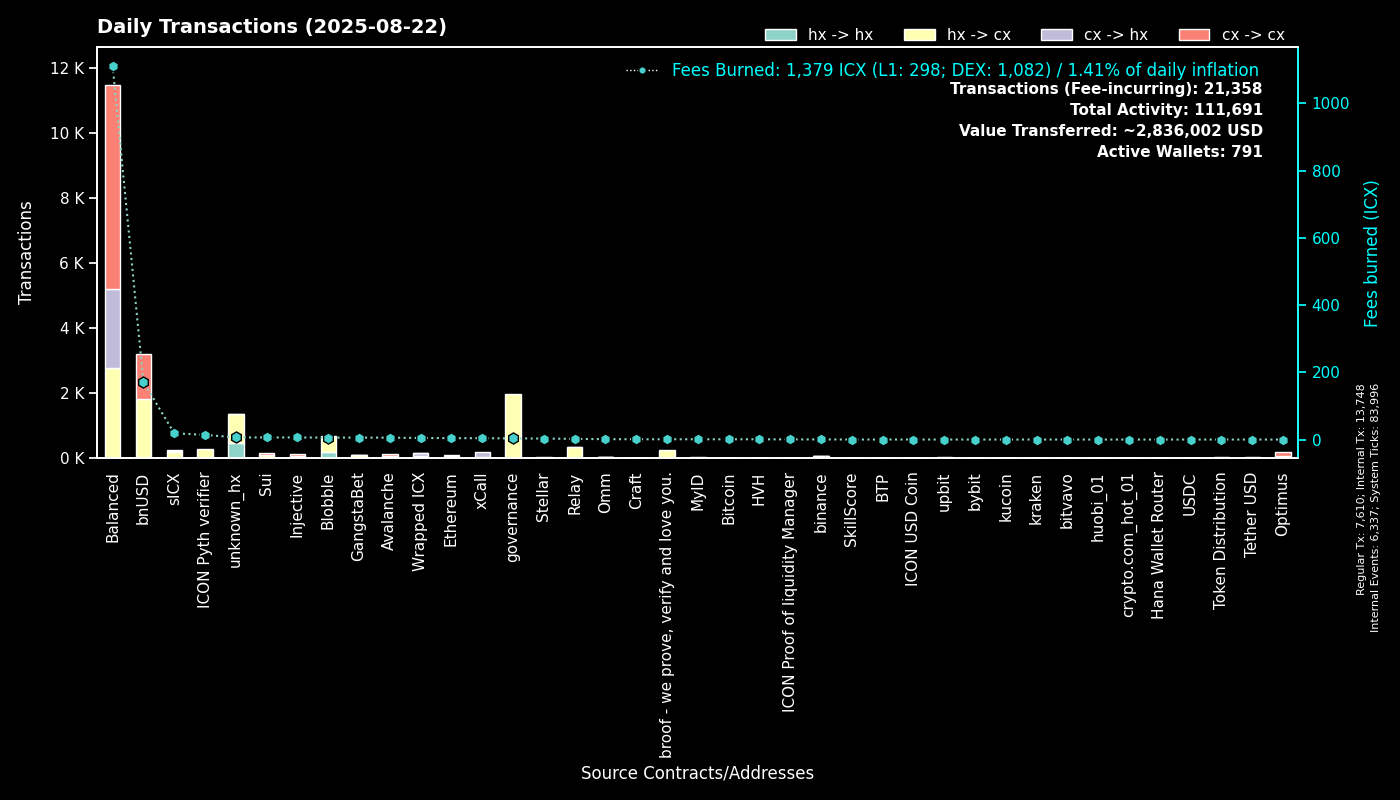 Daily Transactions (2025-08-22)
hx -> hx
hx -> cx
cx -> hx
cx -> cx
Fees Burned: 1,379 ICX (L1: 298; DEX: 1,082) / 1.41% of daily inflation
Transactions (Fee-incurring): 21,358
Total Activity: 111,691
Value Transferred: ~2,836,002 USD
Active Wallets: 791
Transactions
12 K
10 K
8 K
6 K
4 K
2 K
0 K
Fees burned (ICX)
1000
800
600
400
200
0
Regular Tx: 7,610; Internal Tx: 13,748
Internal Events: 6,337; System Ticks: 83,996
Balanced
bnUSD
sICX
ICON Pyth verifier
unknown_hx
Sui
Injective
Blobble
GangstaBet
Avalanche
Wrapped ICX
Ethereum
xCall
governance
Stellar
Relay
Omm
Craft
broof - we prove, verify and love you.
MyID
Bitcoin
HVH
ICON Proof of liquidity Manager
binance
SkillScore
BTP
ICON USD Coin
upbit
bybit
kucoin
kraken
bitvavo
huobi_01
crypto.com_hot_01
Hana Wallet Router
USDC
Token Distribution
Tether USD
Optimus
Source Contracts/Addresses